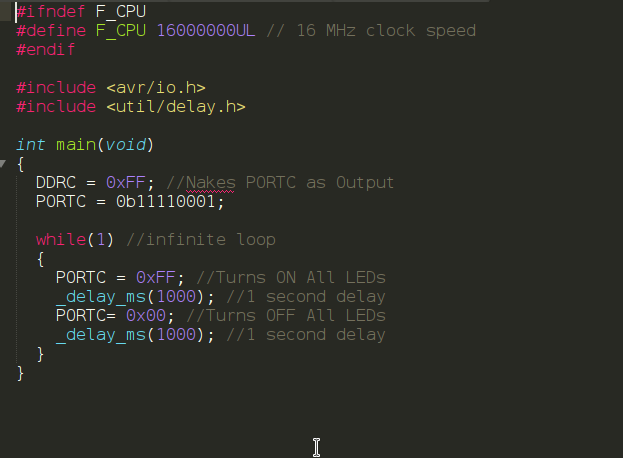 #ifndef F_CPU
#define F_CPU 16000000UL // 16 MHz clock speed
#endif
#include <avr/io.h>
#include <util/delay.h>
int main(void)
{
DDRC = 0xFF; //Nakes PORTC as Output
PORTC = 0b11110001;
while(1) //infinite loop
{
PORTC = 0xFF; //Turns ON All LEDs
_delay_ms(1000); //1 second delay
PORTC= 0x00; //Turns OFF All LEDs
_delay_ms(1000); //1 second delay
}
}